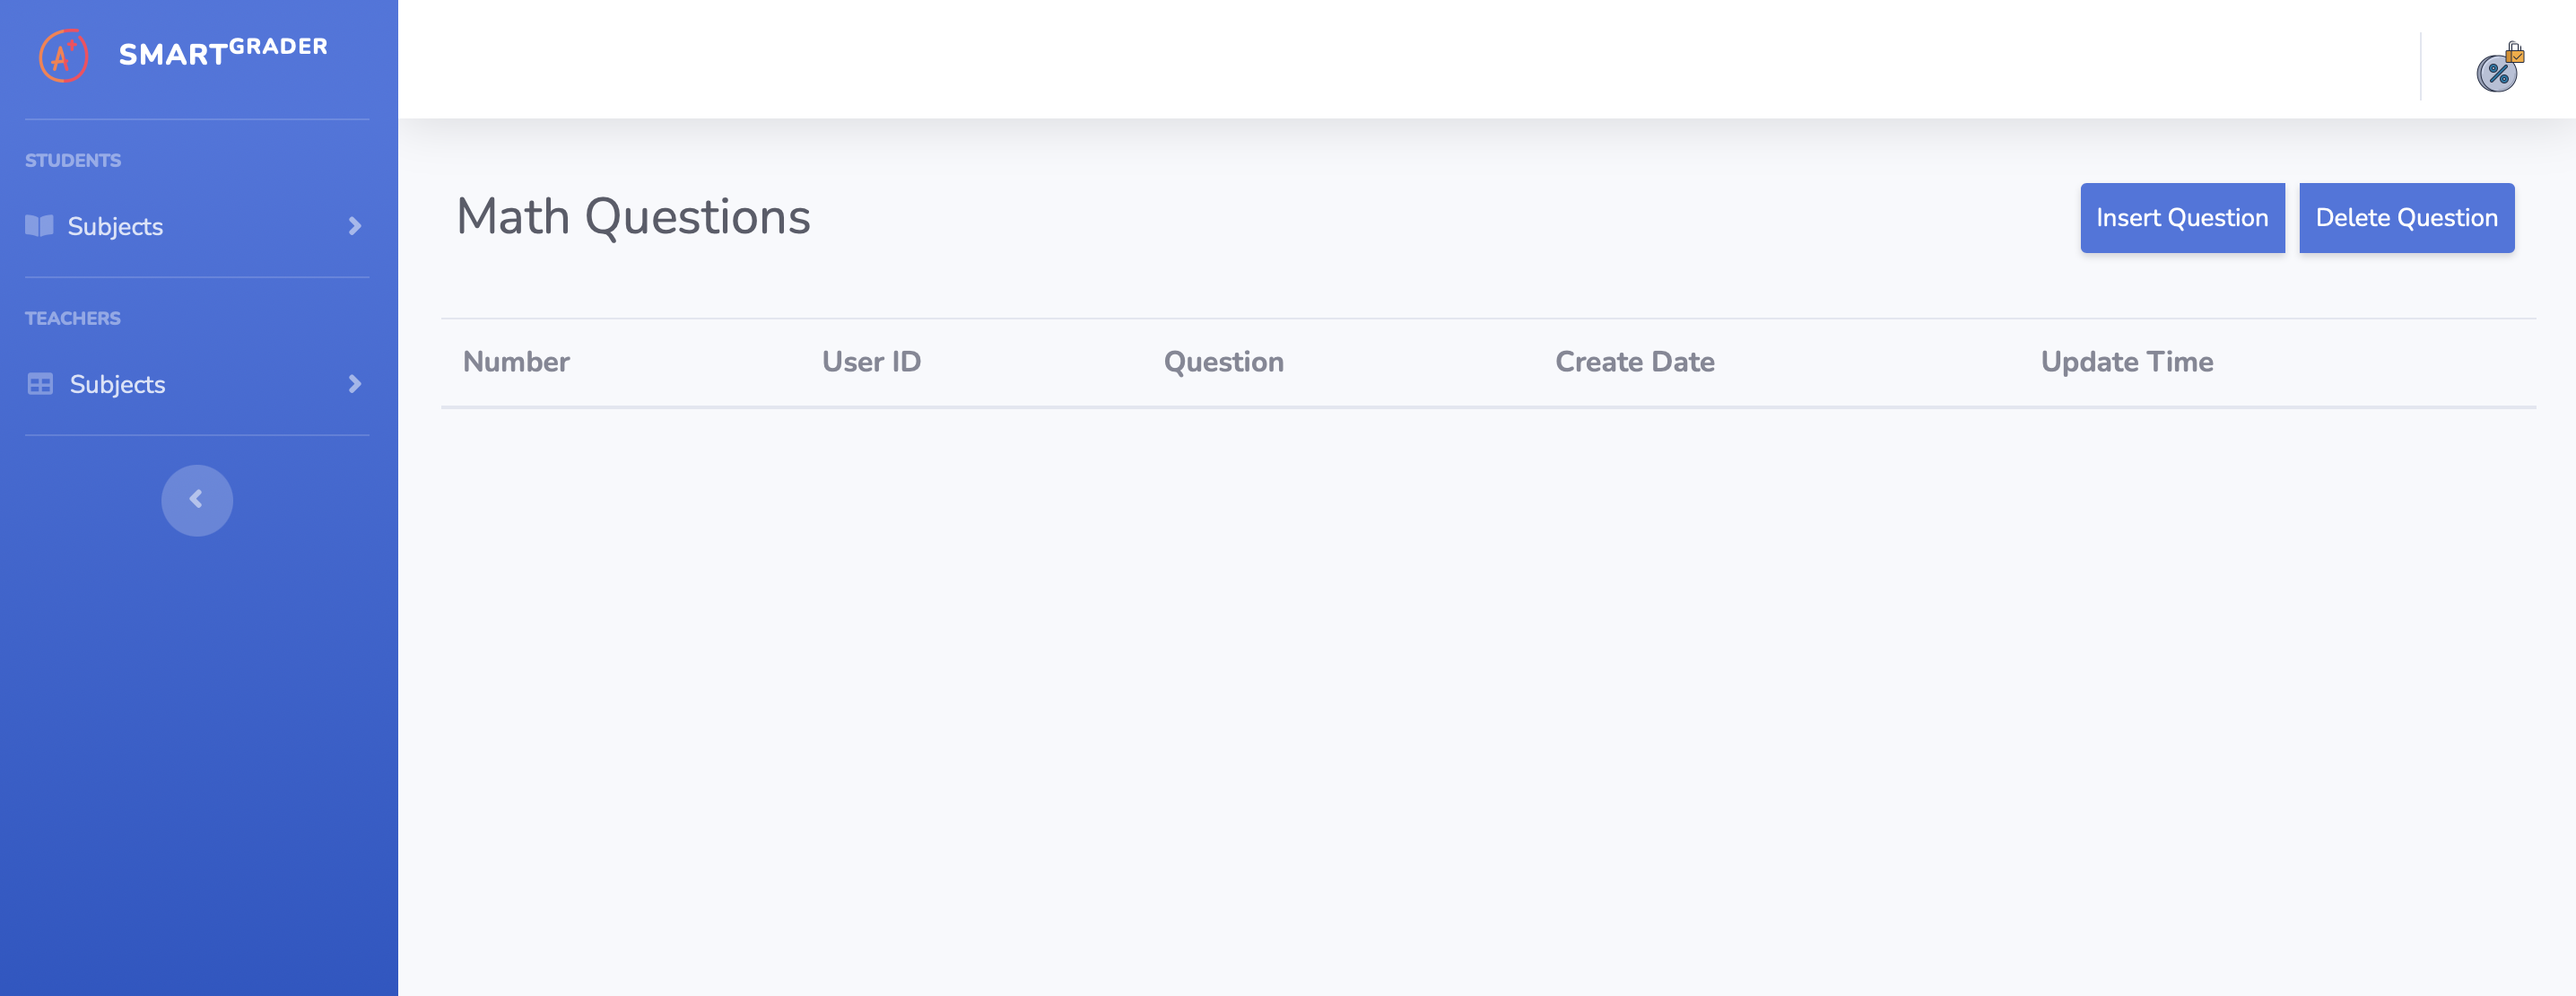 SMARTGRADER
STUDENTS
Subjects
TEACHERS
Subjects
Math Questions
Insert Question
Delete Question
Number User ID Question Create Date Update Time